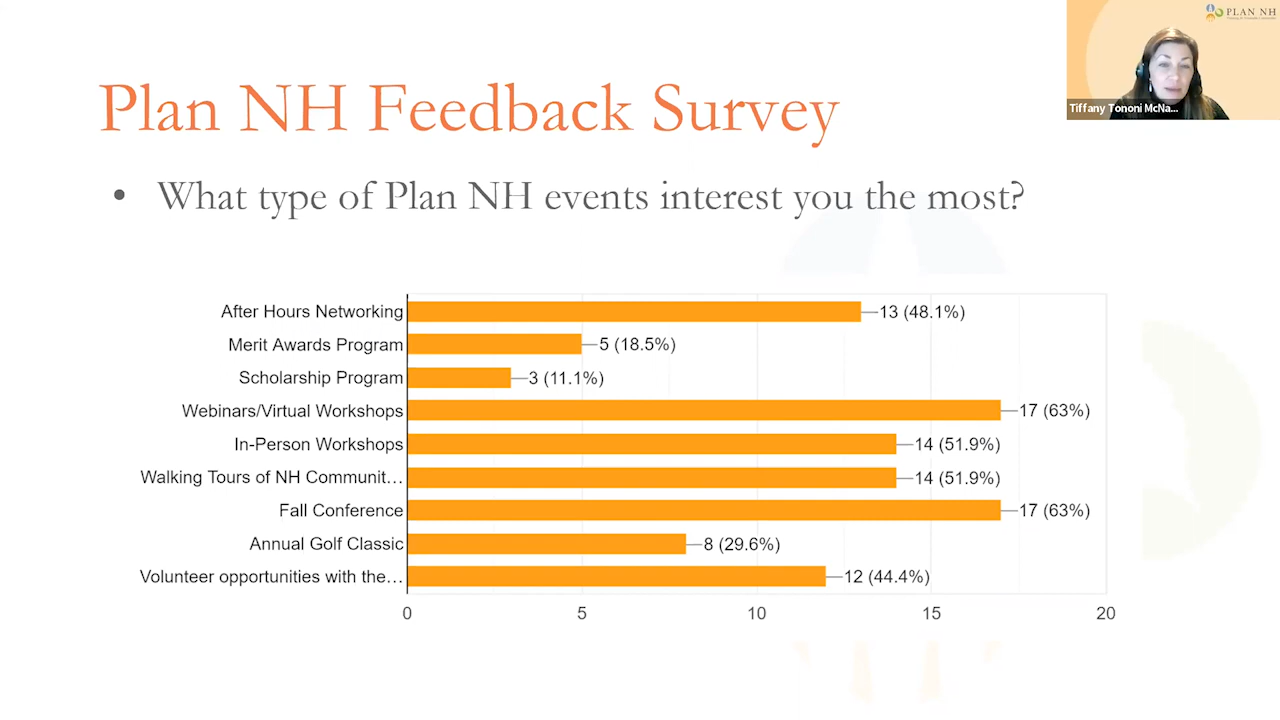 PLAN NH
Tiffany Tononi McNa...
Plan NH Feedback Survey
• What type of Plan NH events interest you the most?
After Hours Networking 13 (48.1%)
Merit Awards Program 5 (18.5%)
Scholarship Program 3 (11.1%)
Webinars/Virtual Workshops 17 (63%)
In-Person Workshops 14 (51.9%)
Walking Tours of NH Communit… 14 (51.9%)
Fall Conference 17 (63%)
Annual Golf Classic 8 (29.6%)
Volunteer opportunities with the… 12 (44.4%)
0 5 10 15 20